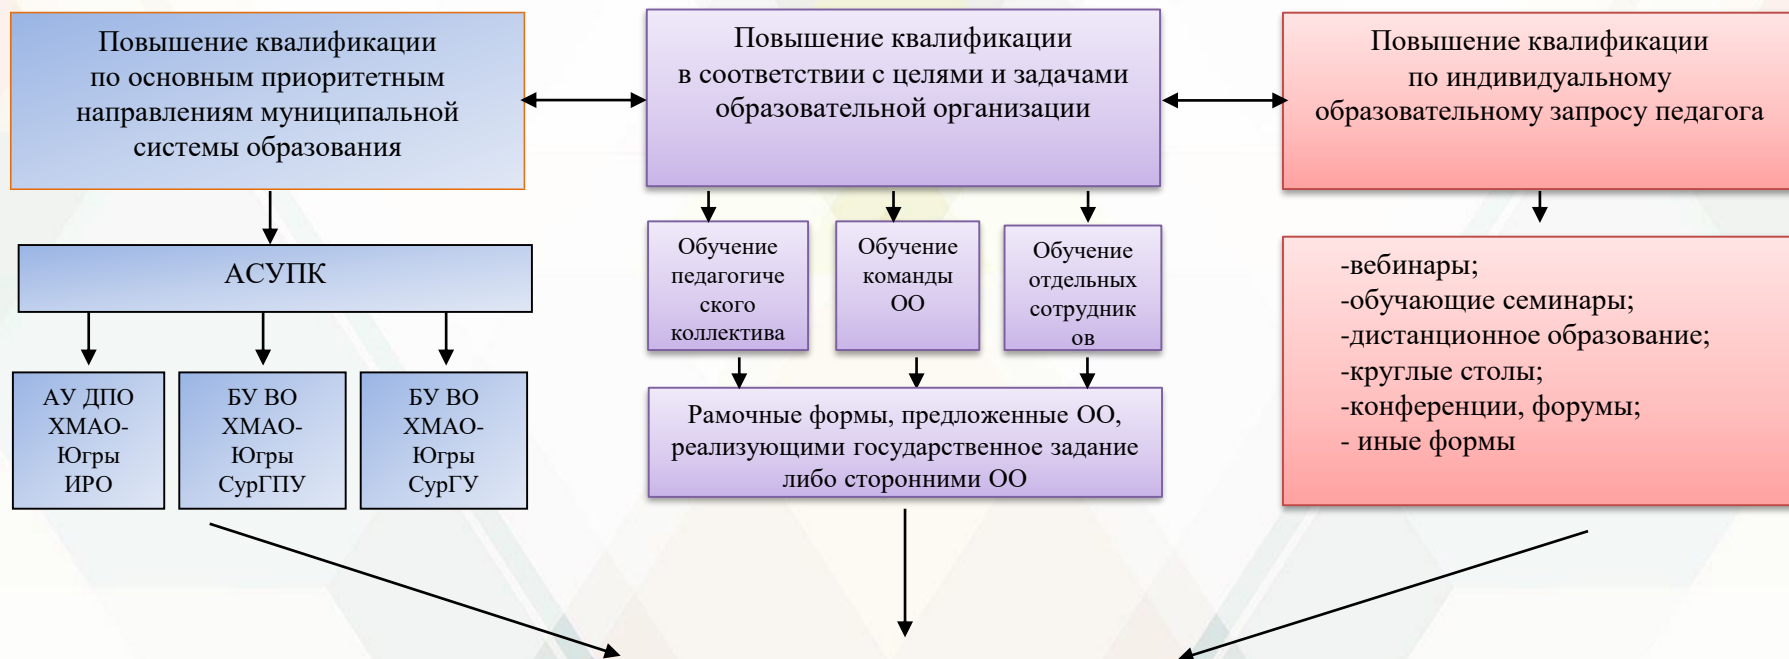 Повышение квалификации
по основным приоритетным
направлениям муниципальной
системы образования
Повышение квалификации
в соответствии с целями и задачами
образовательной организации
Повышение квалификации
по индивидуальному
образовательному запросу педагога
АСУПК
АУ ДПО
ХМАО-
Югры
ИРО
БУ ВО
ХМАО-
Югры
СурГПУ
БУ ВО
ХМАО-
Югры
СурГУ
Обучение
педагогиче
ского
коллектива
Обучение
команды
ОО
Обучение
отдельных
сотрудник
ов
Рамочные формы, предложенные ОО,
реализующими государственное задание
либо сторонними ОО
-вебинары;
-обучающие семинары;
-дистанционное образование;
-круглые столы;
-конференции, форумы;
- иные формы